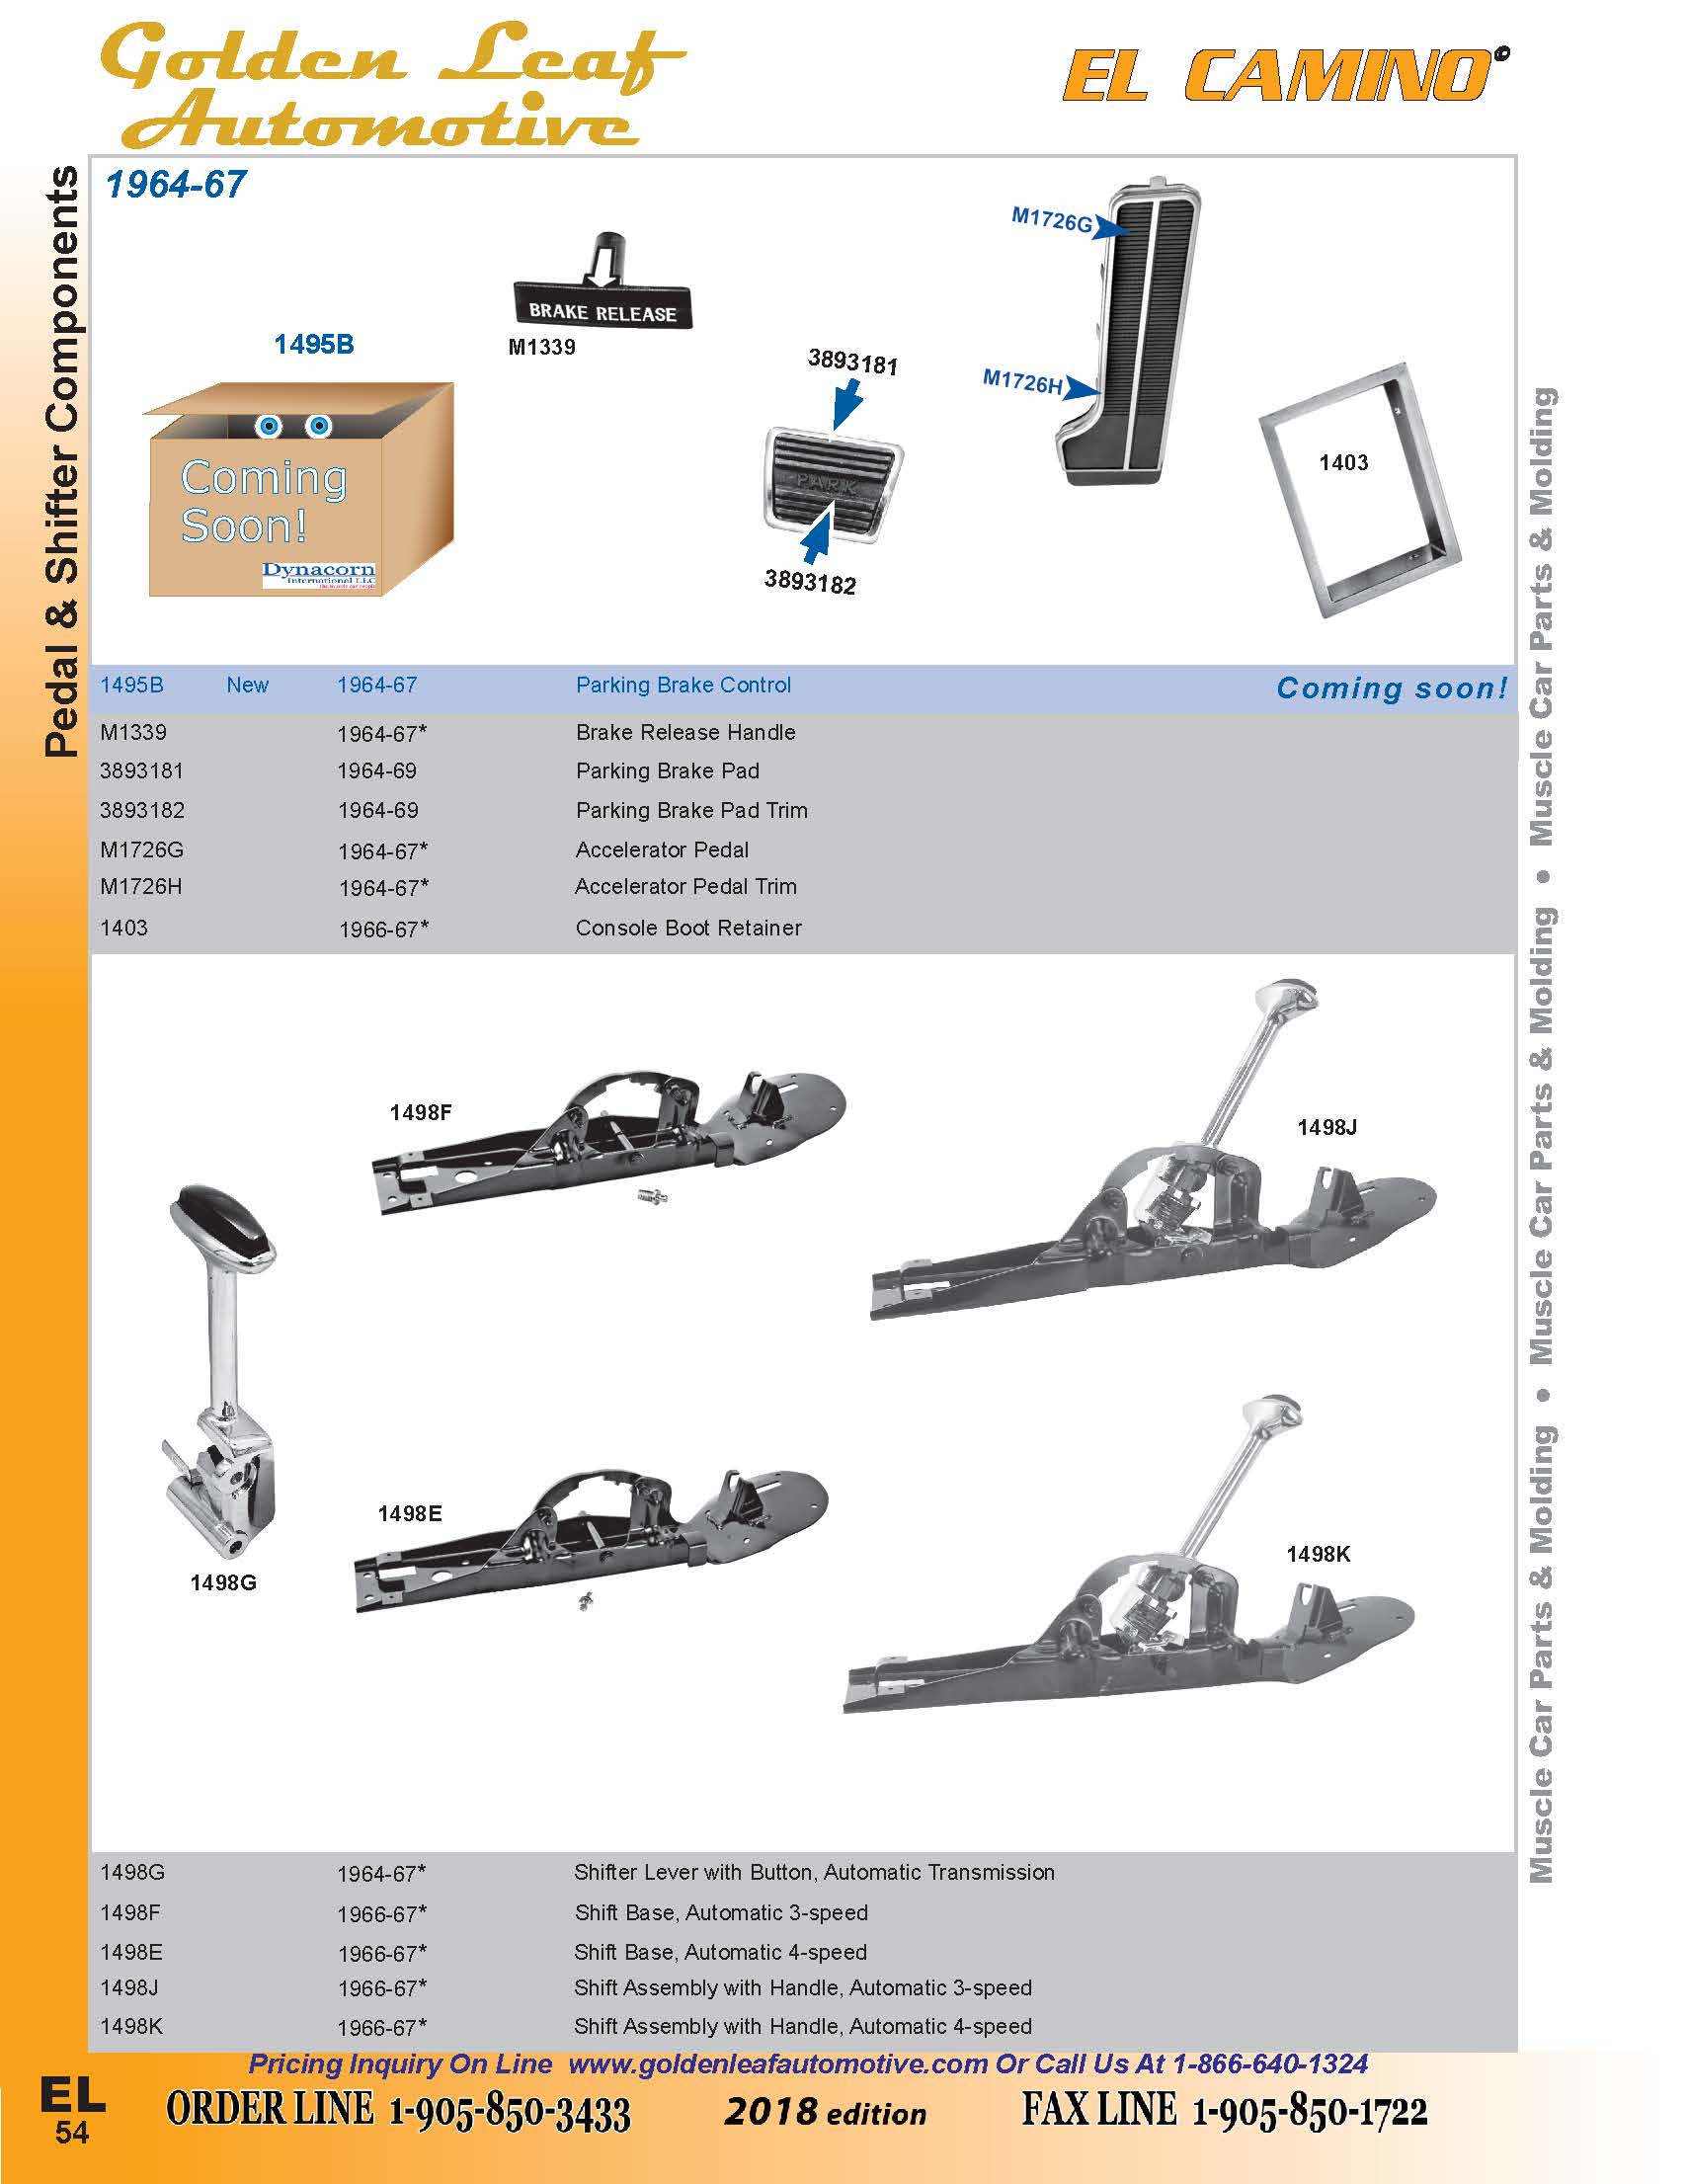 Golden Leaf
Automotive
EL CAMINO
Pedal & Shifter Components
1964-67
M1726G
BRAKE RELEASE
1495B
M1339
3893181
M1726H
1403
Coming
Soon!
PARK
Dynacorn
International LLC
3893182
1495B New 1964-67 Parking Brake Control Coming soon!
M1339 1964-67* Brake Release Handle
3893181 1964-69 Parking Brake Pad
3893182 1964-69 Parking Brake Pad Trim
M1726G 1964-67* Accelerator Pedal
M1726H 1964-67* Accelerator Pedal Trim
1403 1966-67* Console Boot Retainer
1498F
1498J
1498E
1498K
1498G
1498G 1964-67* Shifter Lever with Button, Automatic Transmission
1498F 1966-67* Shift Base, Automatic 3-speed
1498E 1966-67* Shift Base, Automatic 4-speed
1498J 1966-67* Shift Assembly with Handle, Automatic 3-speed
1498K 1966-67* Shift Assembly with Handle, Automatic 4-speed
Muscle Car Parts & Molding • Muscle Car Parts & Molding • Muscle Car Parts & Molding
Pricing Inquiry On Line www.goldenleafautomotive.com Or Call Us At 1-866-640-1324
EL
54
ORDER LINE 1-905-850-3433 2018 edition FAX LINE 1-905-850-1722